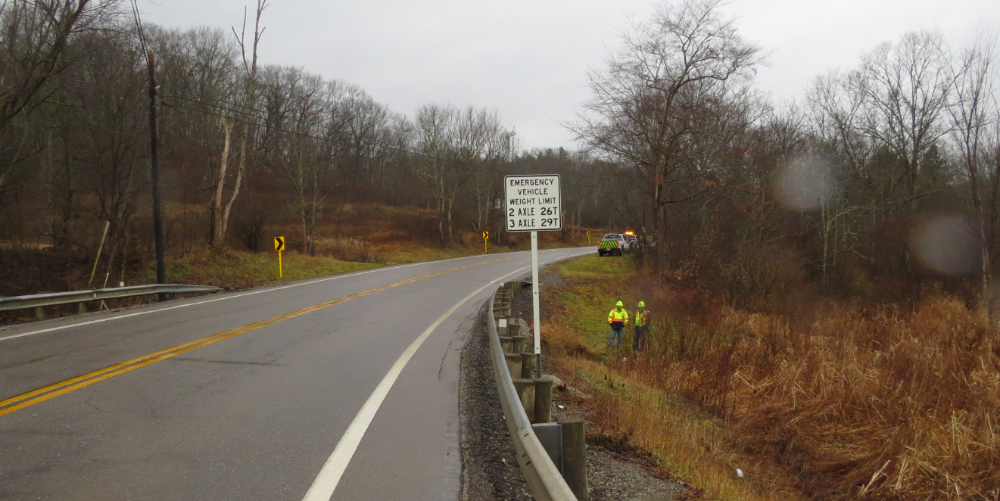 EMERGENCY
VEHICLE
WEIGHT LIMIT
2 AXLE 26T
3 AXLE 29T